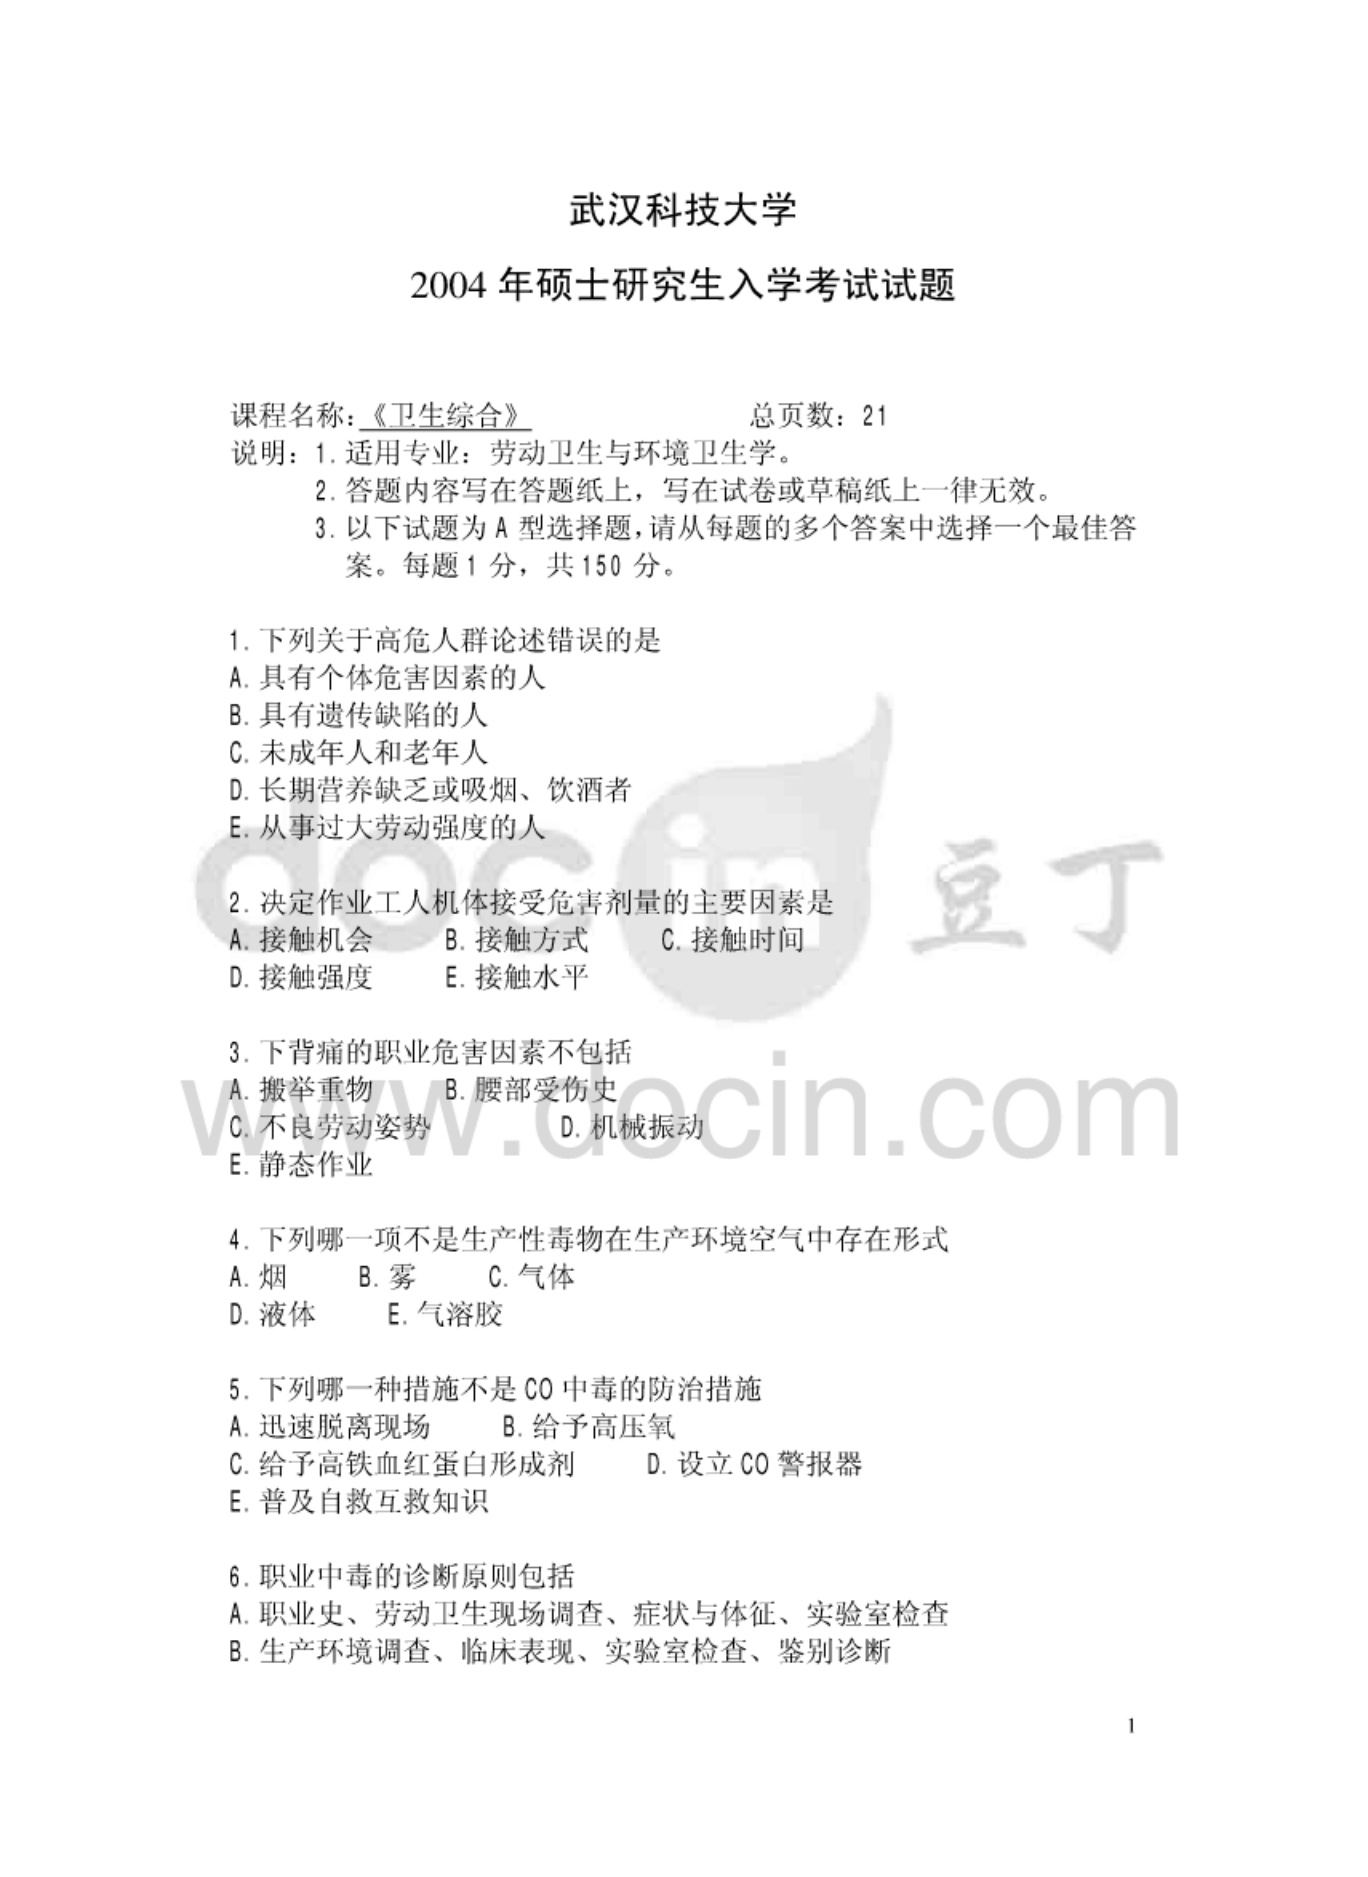 武汉科技大学
2004 年硕士研究生入学考试试题
课程名称：《卫生综合》 总页数：21
说明：1.适用专业：劳动卫生与环境卫生学。
2.答题内容写在答题纸上，写在试卷或草稿纸上一律无效。
3.以下试题为 A 型选择题,请从每题的多个答案中选择一个最佳答
案。每题1 分，共150 分。
1.下列关于高危人群论述错误的是
A.具有个体危害因素的人
B.具有遗传缺陷的人
C.未成年人和老年人
D.长期营养缺乏或吸烟、饮酒者
E.从事过大劳动强度的人
docin 豆丁
2.决定作业工人机体接受危害剂量的主要因素是
A.接触机会 B.接触方式 C.接触时间
D.接触强度 E.接触水平
3.下背痛的职业危害因素不包括
A.搬举重物 B.腰部受伤史
www.docin.com
C.不良劳动姿势 D.机械振动
E.静态作业
4.下列哪一项不是生产性毒物在生产环境空气中存在形式
A.烟 B.雾 C.气体
D.液体 E.气溶胶
5.下列哪一种措施不是CO中毒的防治措施
A.迅速脱离现场 B.给予高压氧
C.给予高铁血红蛋白形成剂 D.设立CO警报器
E.普及自救互救知识
6.职业中毒的诊断原则包括
A.职业史、劳动卫生现场调查、症状与体征、实验室检查
B.生产环境调查、临床表现、实验室检查、鉴别诊断
1